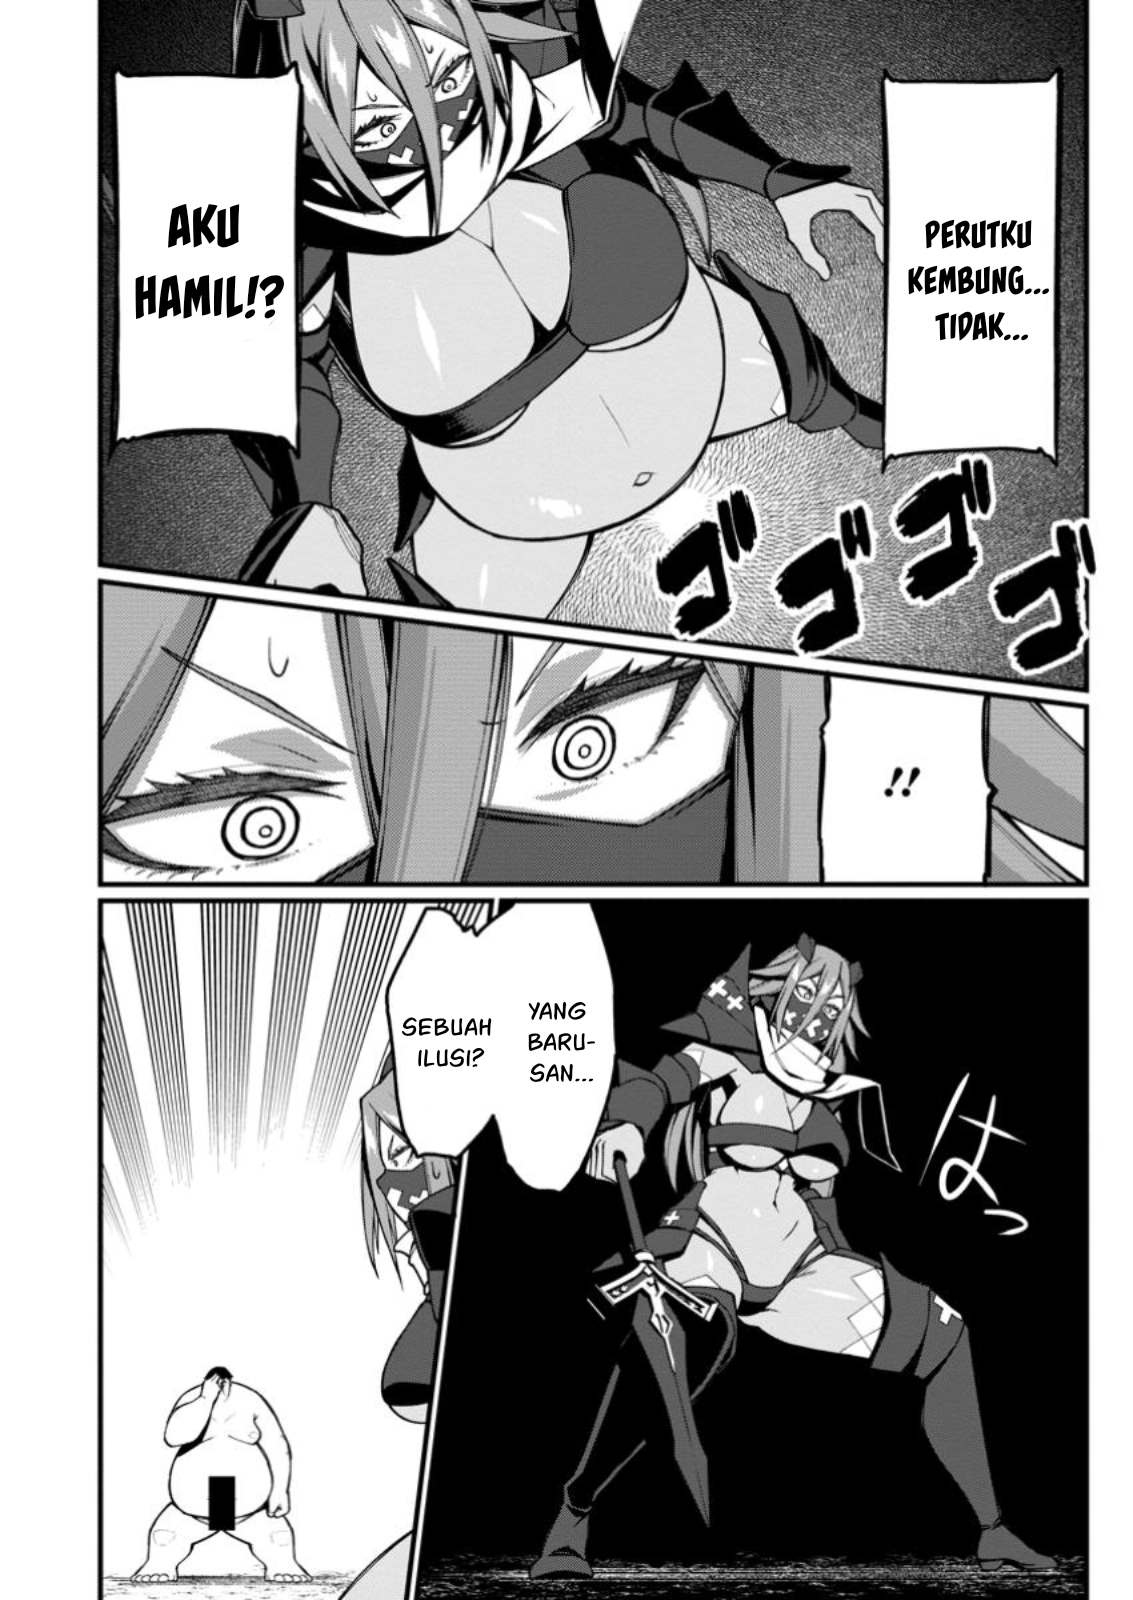 PERUTKU
KEMBUNG...
TIDAK...
AKU
HAMIL!?
ゴゴゴゴ
!!
YANG
BARU-
SAN...
SEBUAH
ILUSI?
はっ